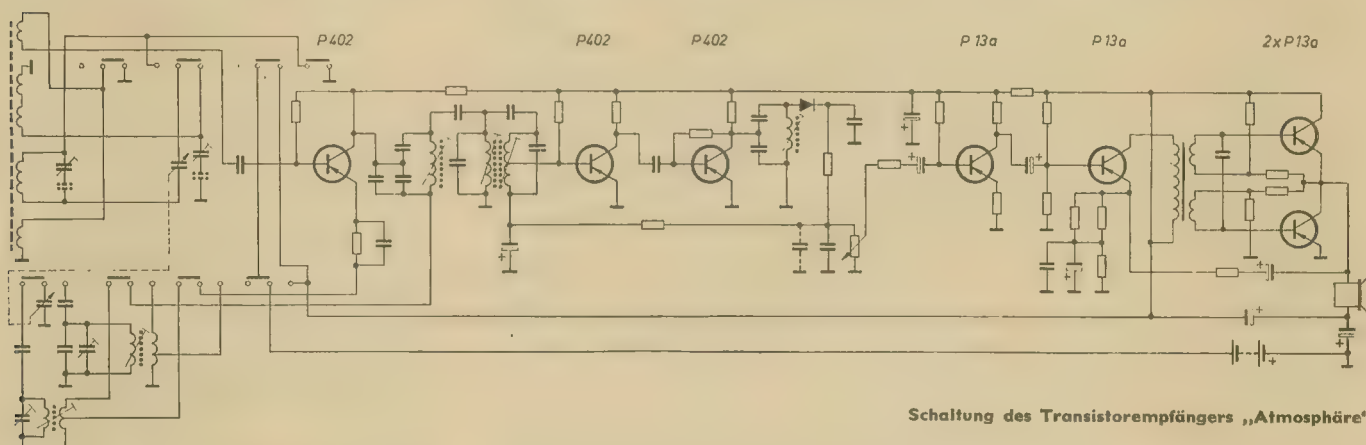 P402 P402 P402 P13a P13a 2xP13a
Schaltung des Transistorempfängers „Atmosphäre“